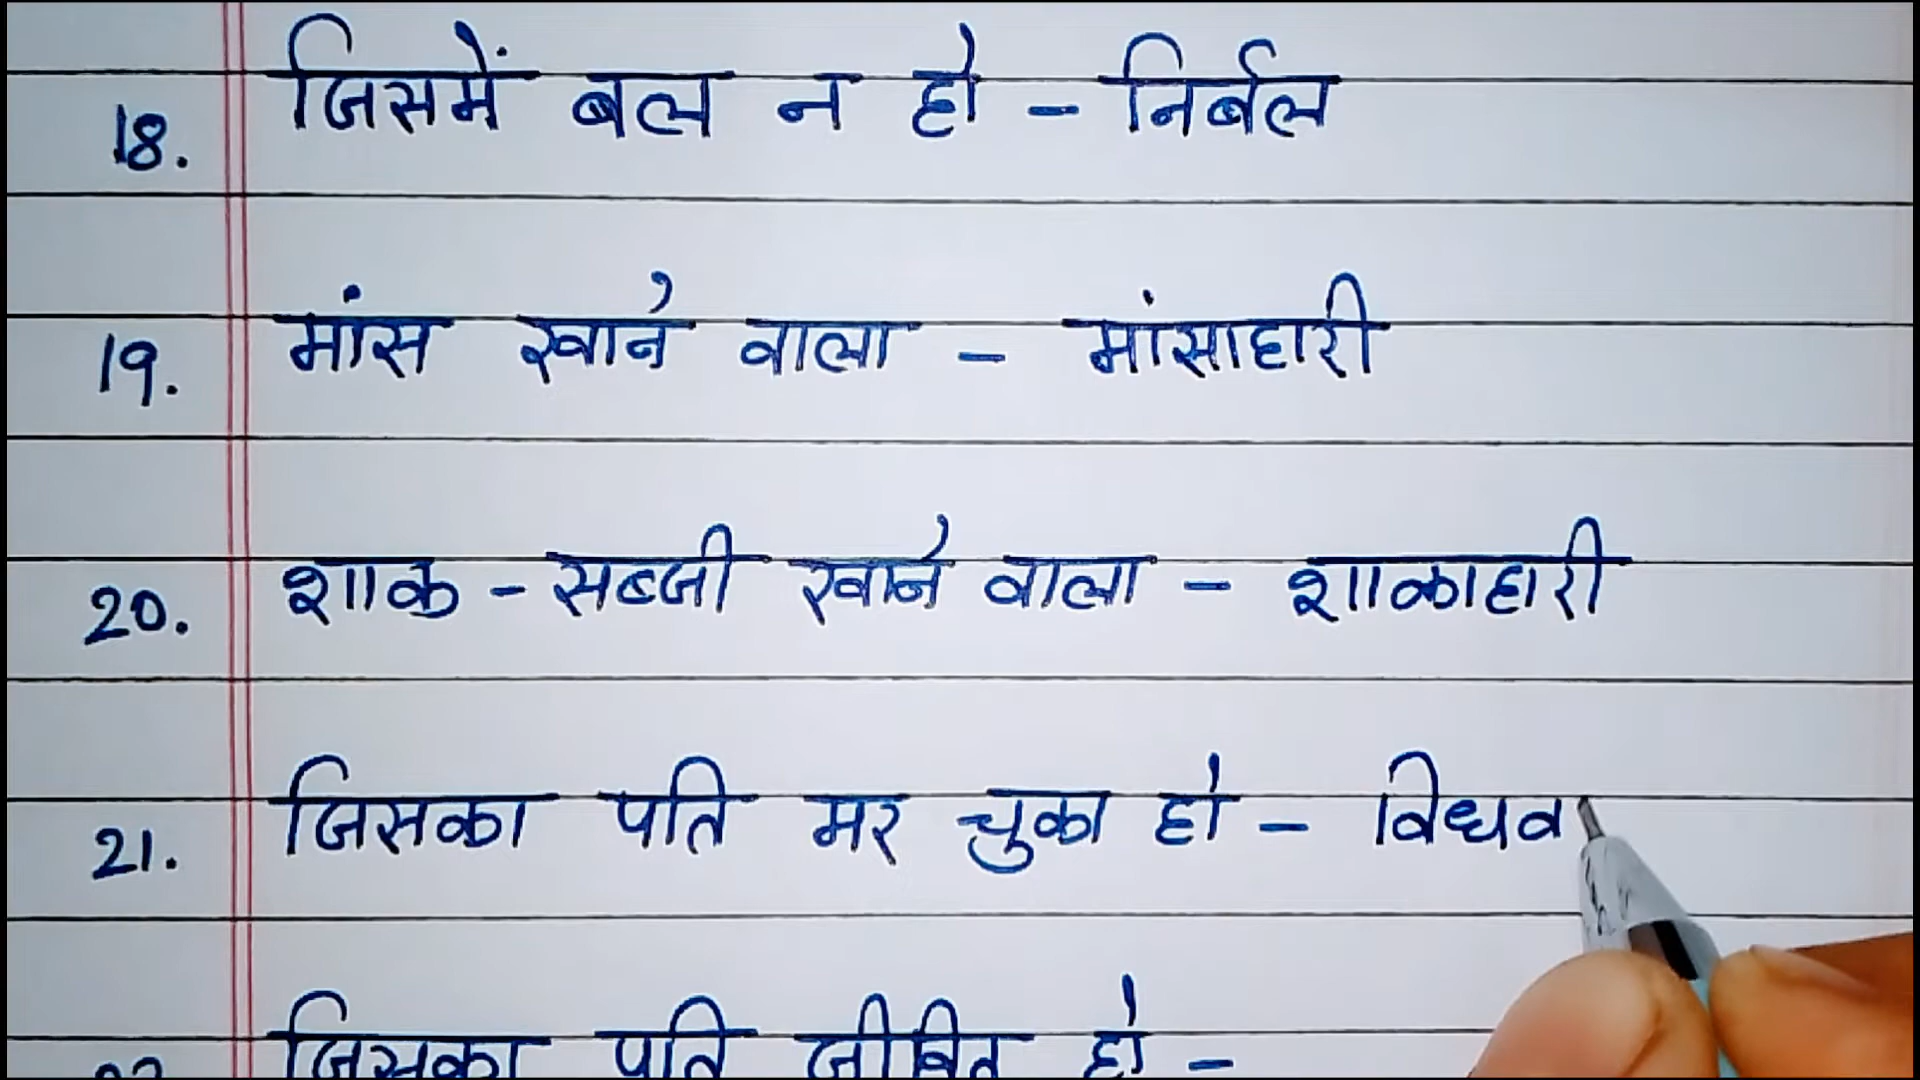 18. जिसमें बल न हो - निर्बल
19. मांस खाने वाला - मांसाहारी
20. शाक - सब्जी खाने वाला - शाकाहारी
21. जिसका पति मर चुका हो - विधव
जिसका पति जीवित हो -